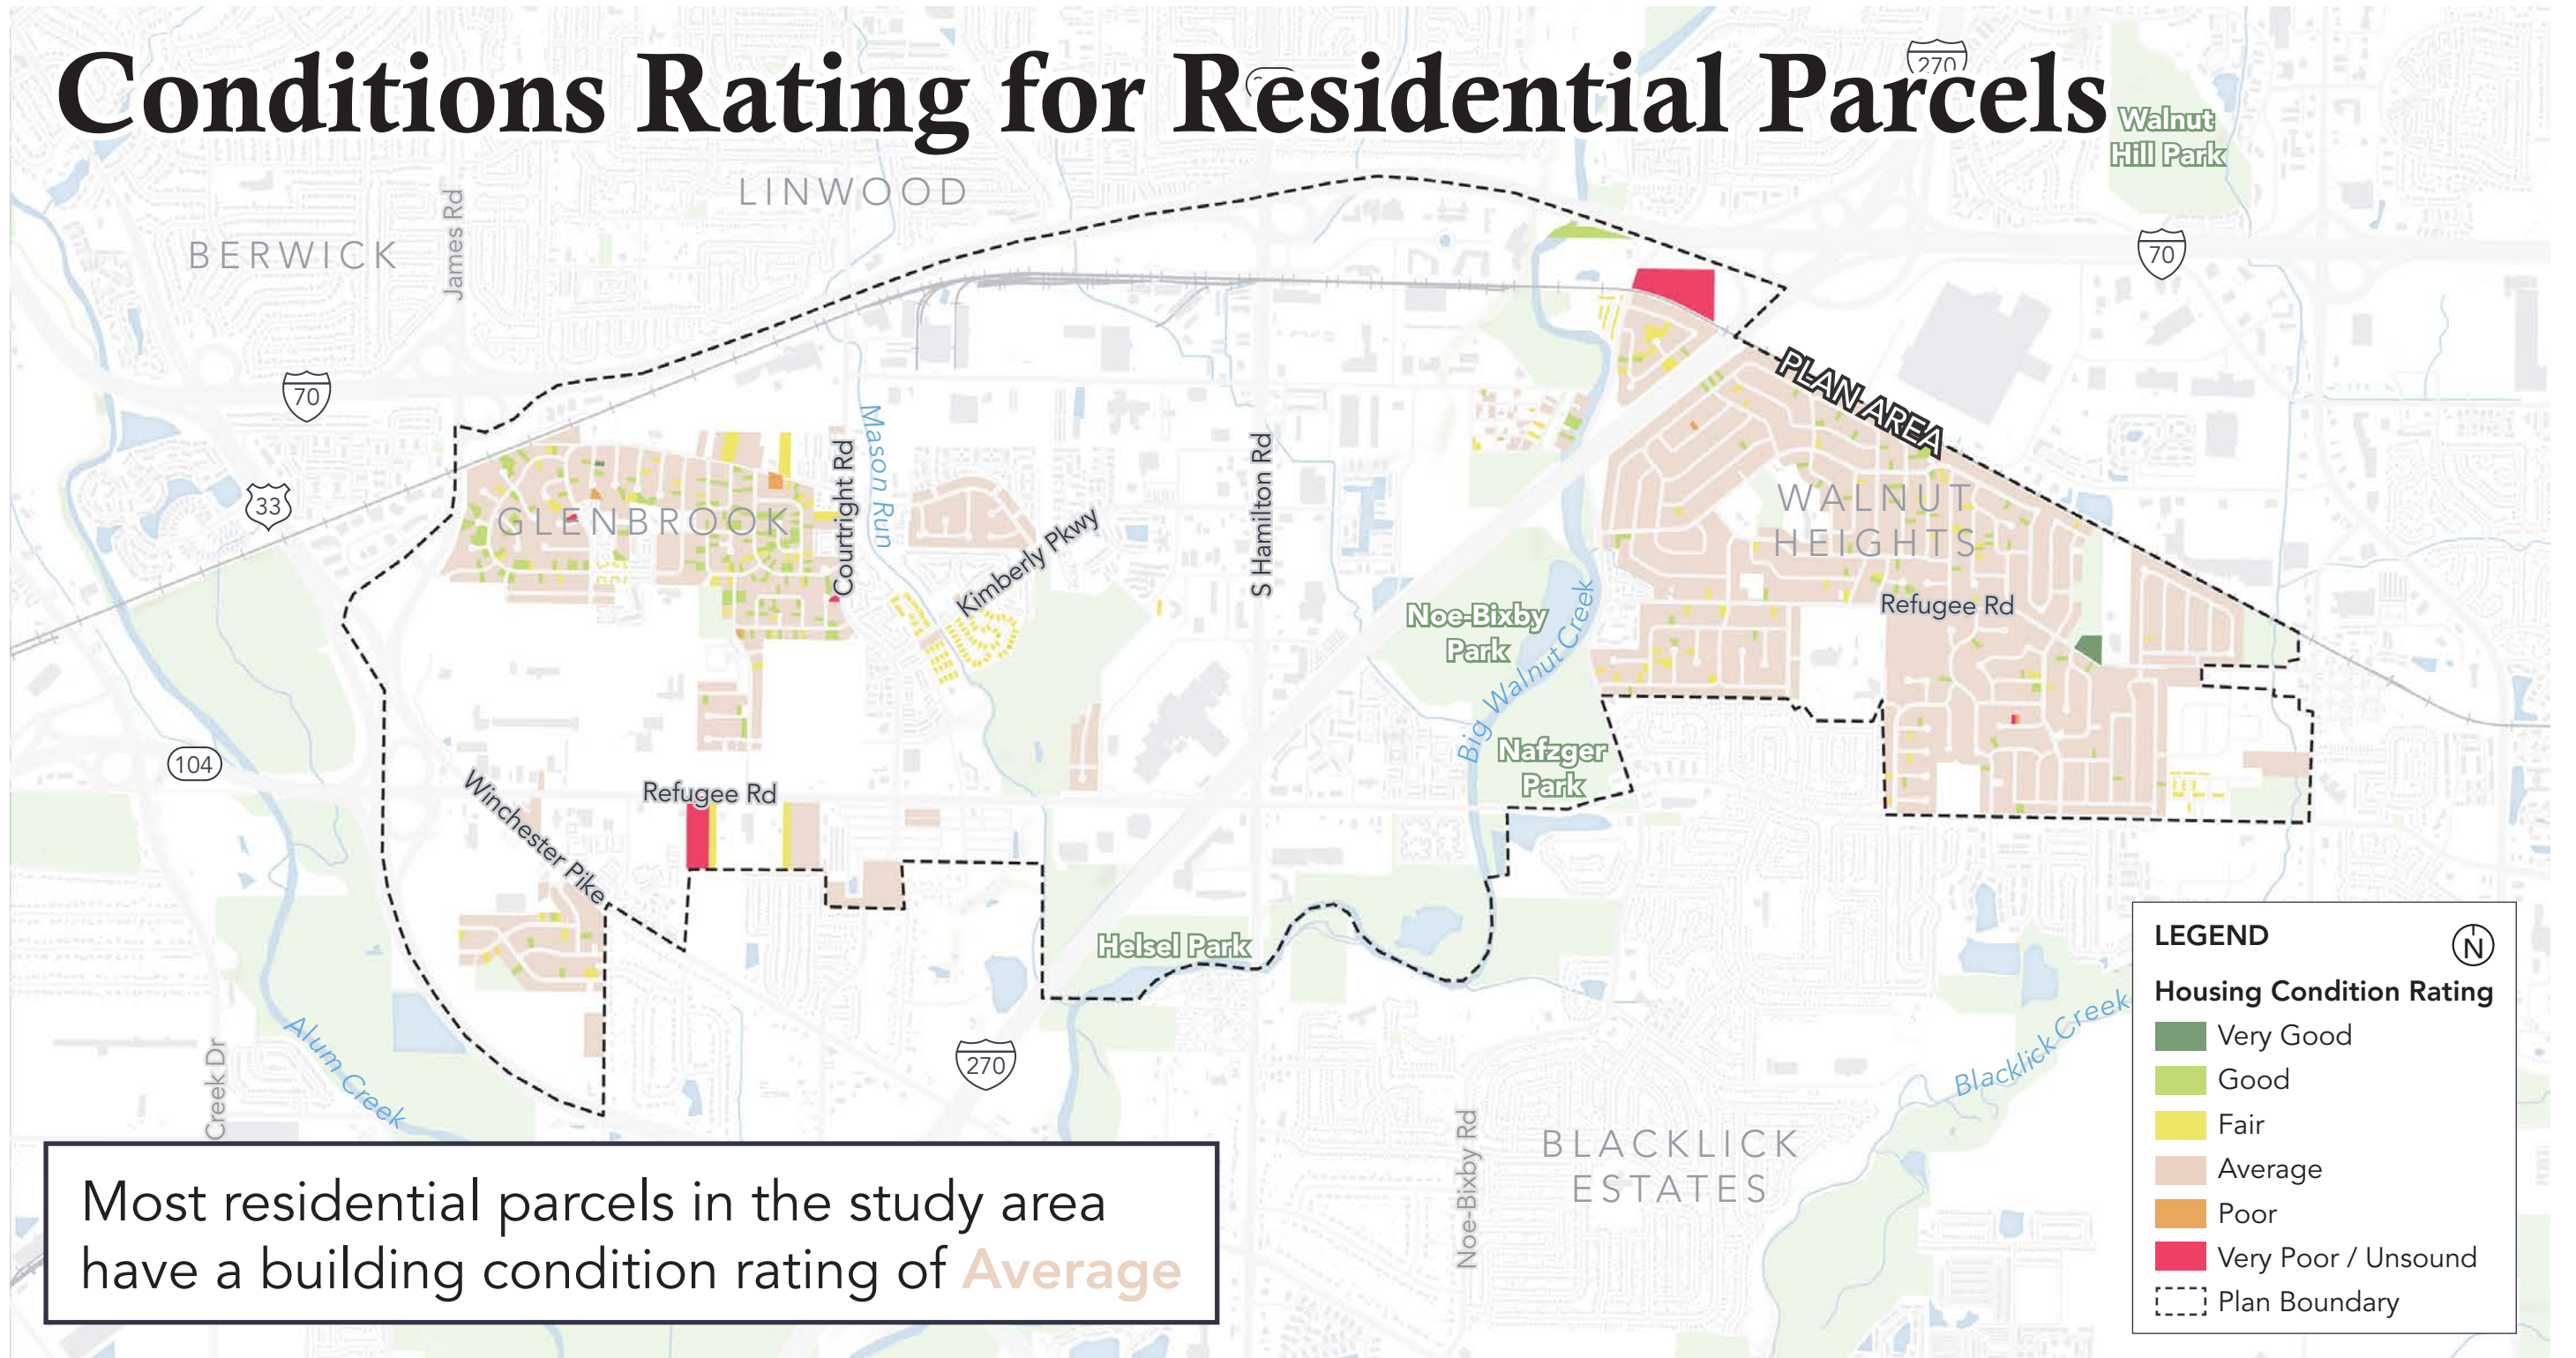 Conditions Rating for Residential Parcels
270
Walnut
Hill Park
LINWOOD
BERWICK
James Rd
70
70
PLAN AREA
33
GLENBROOK
Courtright Rd
Mason Run
Kimberly Pkwy
S Hamilton Rd
WALNUT
HEIGHTS
Refugee Rd
Noe-Bixby
Park
Big Walnut Creek
Nafzger
Park
104
Winchester Pike
Refugee Rd
Helsel Park
Alum Creek
Creek Dr
270
Noe-Bixby Rd
BLACKLICK
ESTATES
Blacklick Creek
Most residential parcels in the study area
have a building condition rating of Average
LEGEND
N
Housing Condition Rating
Very Good
Good
Fair
Average
Poor
Very Poor / Unsound
Plan Boundary